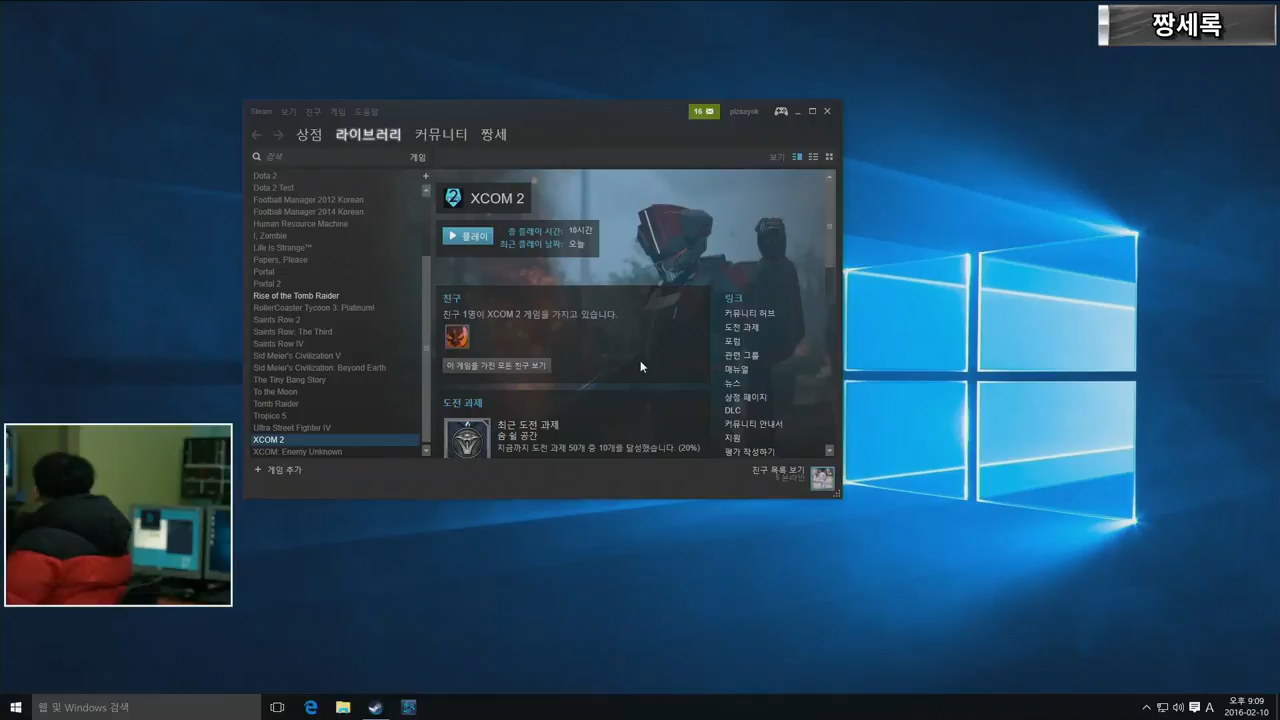 짱세록
Steam 보기 친구 게임 도움말
16
plzsayok
상점 라이브러리 커뮤니티 짱세
검색
게임
보기
Dota 2
Dota 2 Test
Football Manager 2012 Korean
Football Manager 2014 Korean
Human Resource Machine
I, Zombie
Life Is Strange™
Papers, Please
Portal
Portal 2
Rise of the Tomb Raider
RollerCoaster Tycoon 3: Platinum!
Saints Row 2
Saints Row: The Third
Saints Row IV
Sid Meier's Civilization V
Sid Meier's Civilization: Beyond Earth
The Tiny Bang Story
To the Moon
Tomb Raider
Tropico 5
Ultra Street Fighter IV
XCOM 2
XCOM: Enemy Unknown
+ 게임 추가
XCOM 2
플레이
총 플레이 시간: 10시간
최근 플레이 날짜: 오늘
친구
친구 1명이 XCOM 2 게임을 가지고 있습니다.
이 게임을 가진 모든 친구 보기
도전 과제
최근 도전 과제
숨 쉴 공간
지금까지 도전 과제 50개 중 10개를 달성했습니다 (20%)
링크
커뮤니티 허브
도전 과제
포럼
관련 그룹
매뉴얼
뉴스
상점 페이지
DLC
커뮤니티 안내서
지원
평가 작성하기
친구 목록 보기
5 온라인
웹 및 Windows 검색
A
오후 9:09
2016-02-10